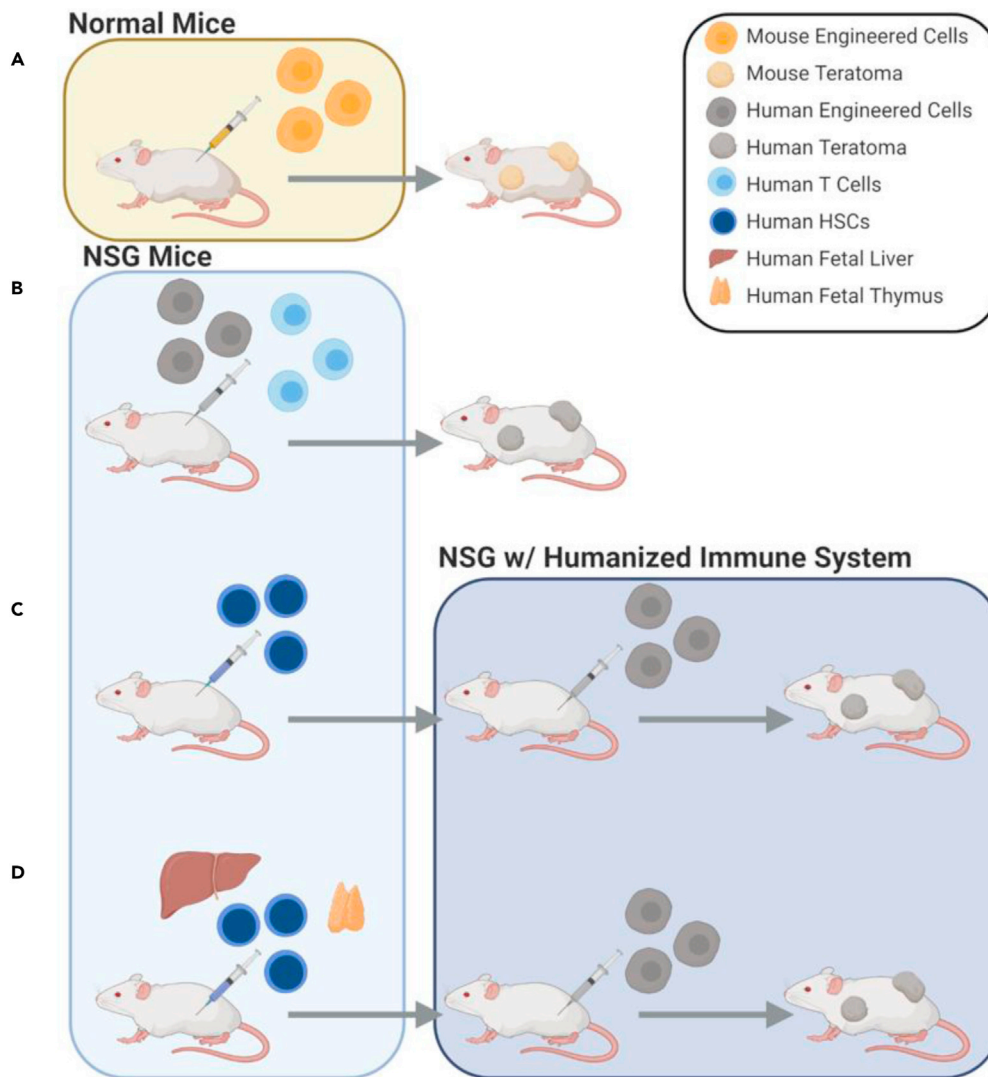 Normal Mice
A
Mouse Engineered Cells
Mouse Teratoma
Human Engineered Cells
Human Teratoma
Human T Cells
Human HSCs
Human Fetal Liver
Human Fetal Thymus
NSG Mice
B
NSG w/ Humanized Immune System
C
D